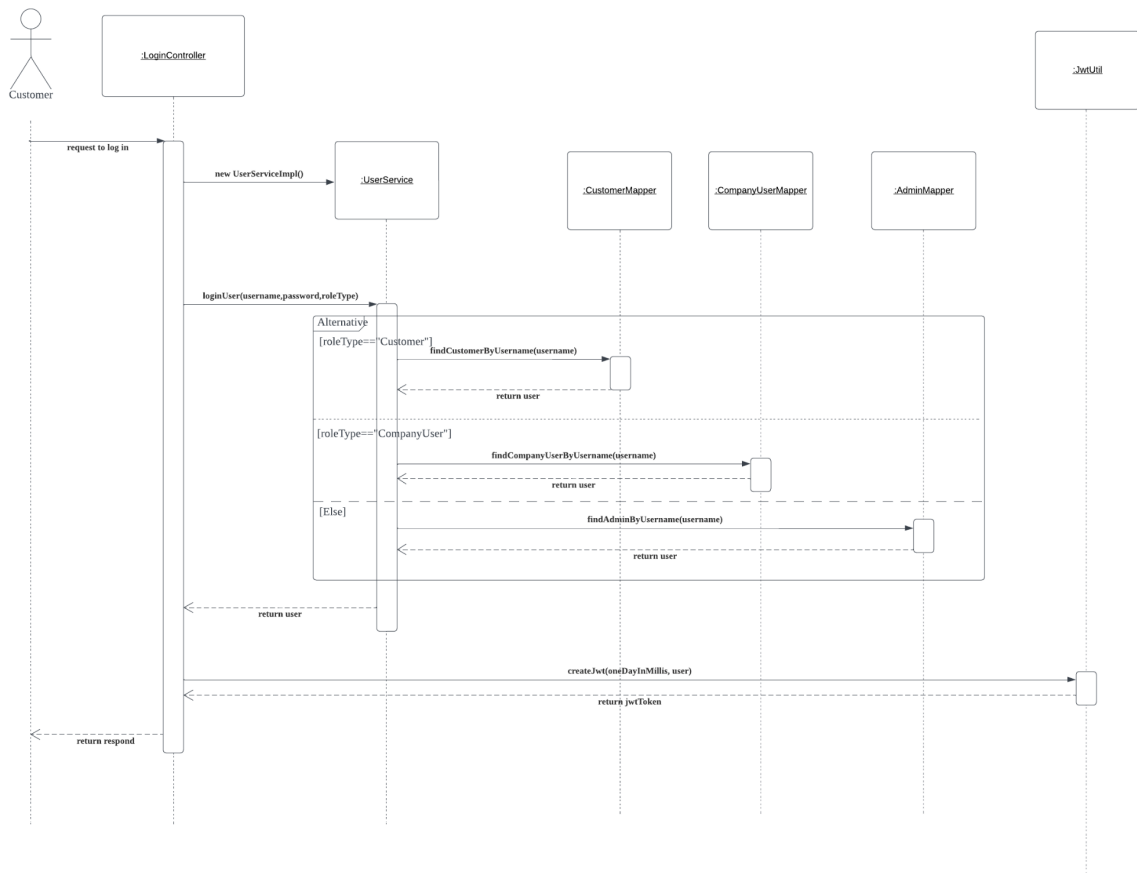 :LoginController
:JwtUtil
Customer
request to log in
new UserServiceImpl()
:UserService
:CustomerMapper
:CompanyUserMapper
:AdminMapper
loginUser(username,password,roleType)
Alternative
[roleType=="Customer"]
findCustomerByUsername(username)
return user
[roleType=="CompanyUser"]
findCompanyUserByUsername(username)
return user
[Else]
findAdminByUsername(username)
return user
return user
createJwt(oneDayInMillis, user)
return jwtToken
return respond